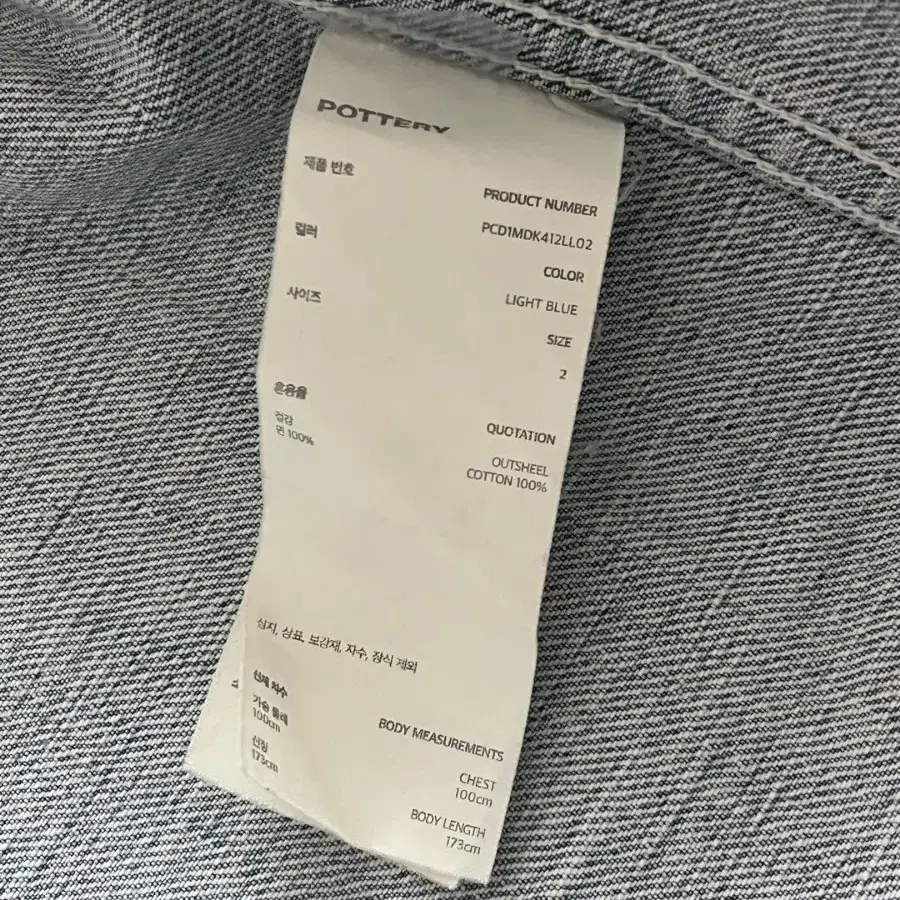 POTTERY
제품 번호
PRODUCT NUMBER
PCD1MDK412LL02
컬러
COLOR
LIGHT BLUE
사이즈
SIZE
2
혼용율
QUOTATION
겉감
면 100%
OUTSHEEL
COTTON 100%
심지, 상표, 보강재, 자수, 장식 제외
신체 치수
BODY MEASUREMENTS
가슴 둘레
100cm
CHEST
100cm
신장
173cm
BODY LENGTH
173cm